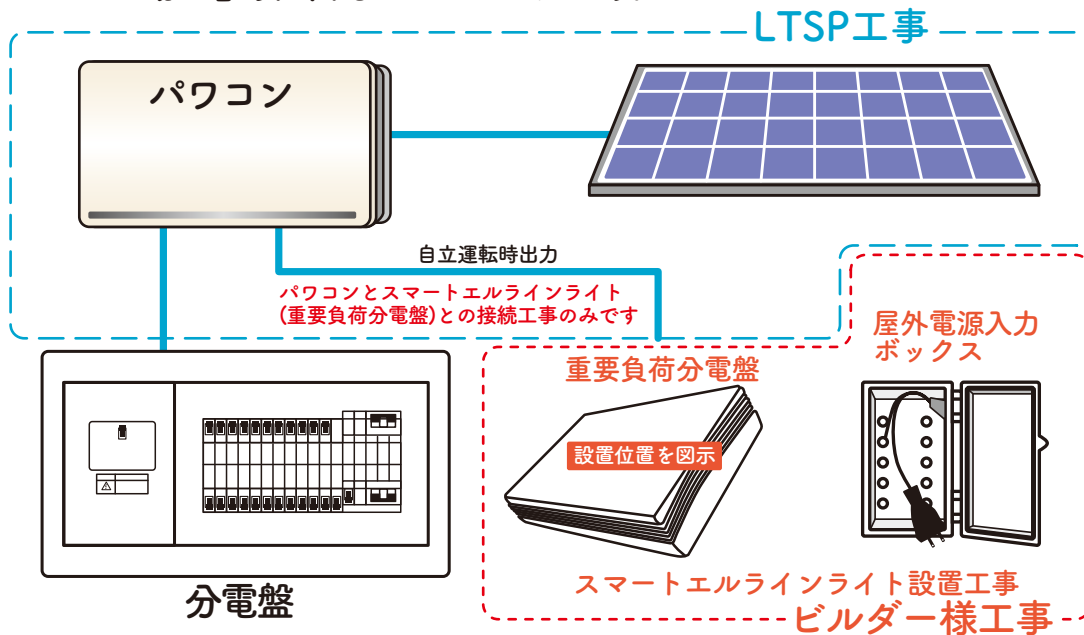 LTSP工事
パワコン
自立運転時出力
パワコンとスマートエルラインライト
(重要負荷分電盤)との接続工事のみです
屋外電源入力
ボックス
重要負荷分電盤
設置位置を図示
分電盤
スマートエルラインライト設置工事
ビルダー様工事